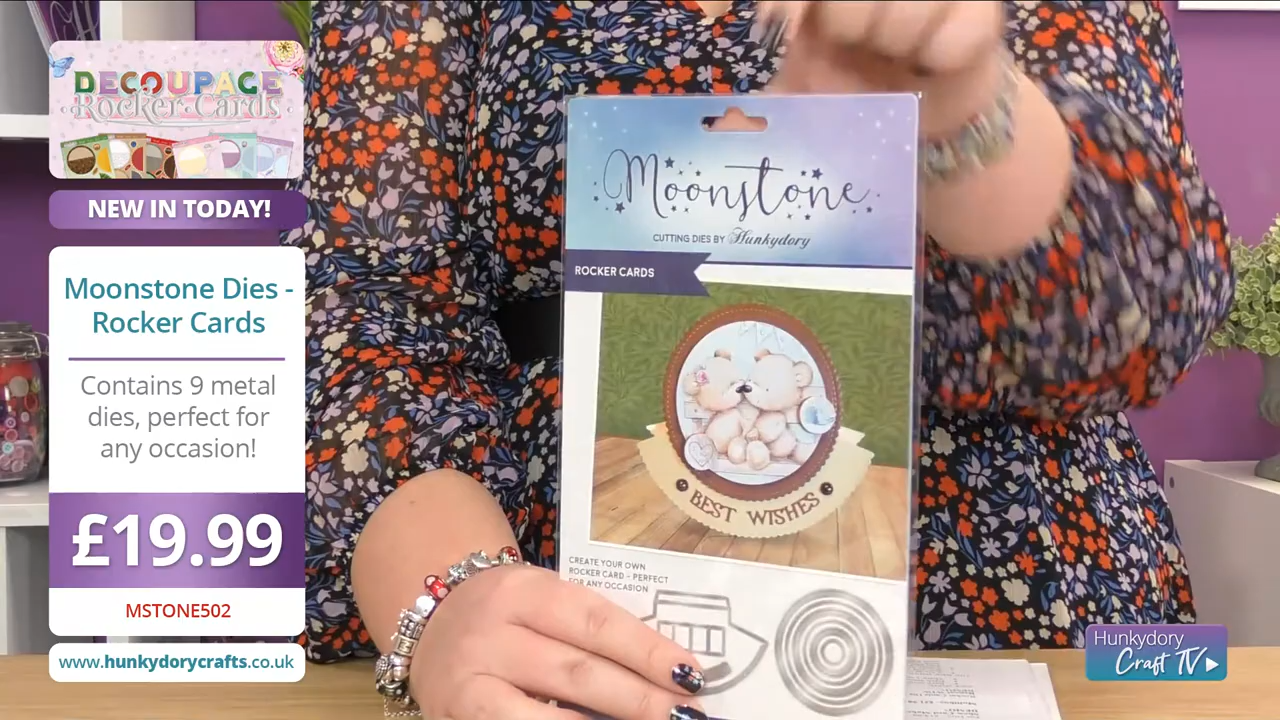 DECOUPAGE
Rocker Cards
NEW IN TODAY!
Moonstone Dies -
Rocker Cards
Contains 9 metal
dies, perfect for
any occasion!
£19.99
MSTONE502
www.hunkydorycrafts.co.uk
Moonstone
CUTTING DIES BY Hunkydory
ROCKER CARDS
BEST WISHES
CREATE YOUR OWN
ROCKER CARD - PERFECT
FOR ANY OCCASION
Hunkydory
Craft TV